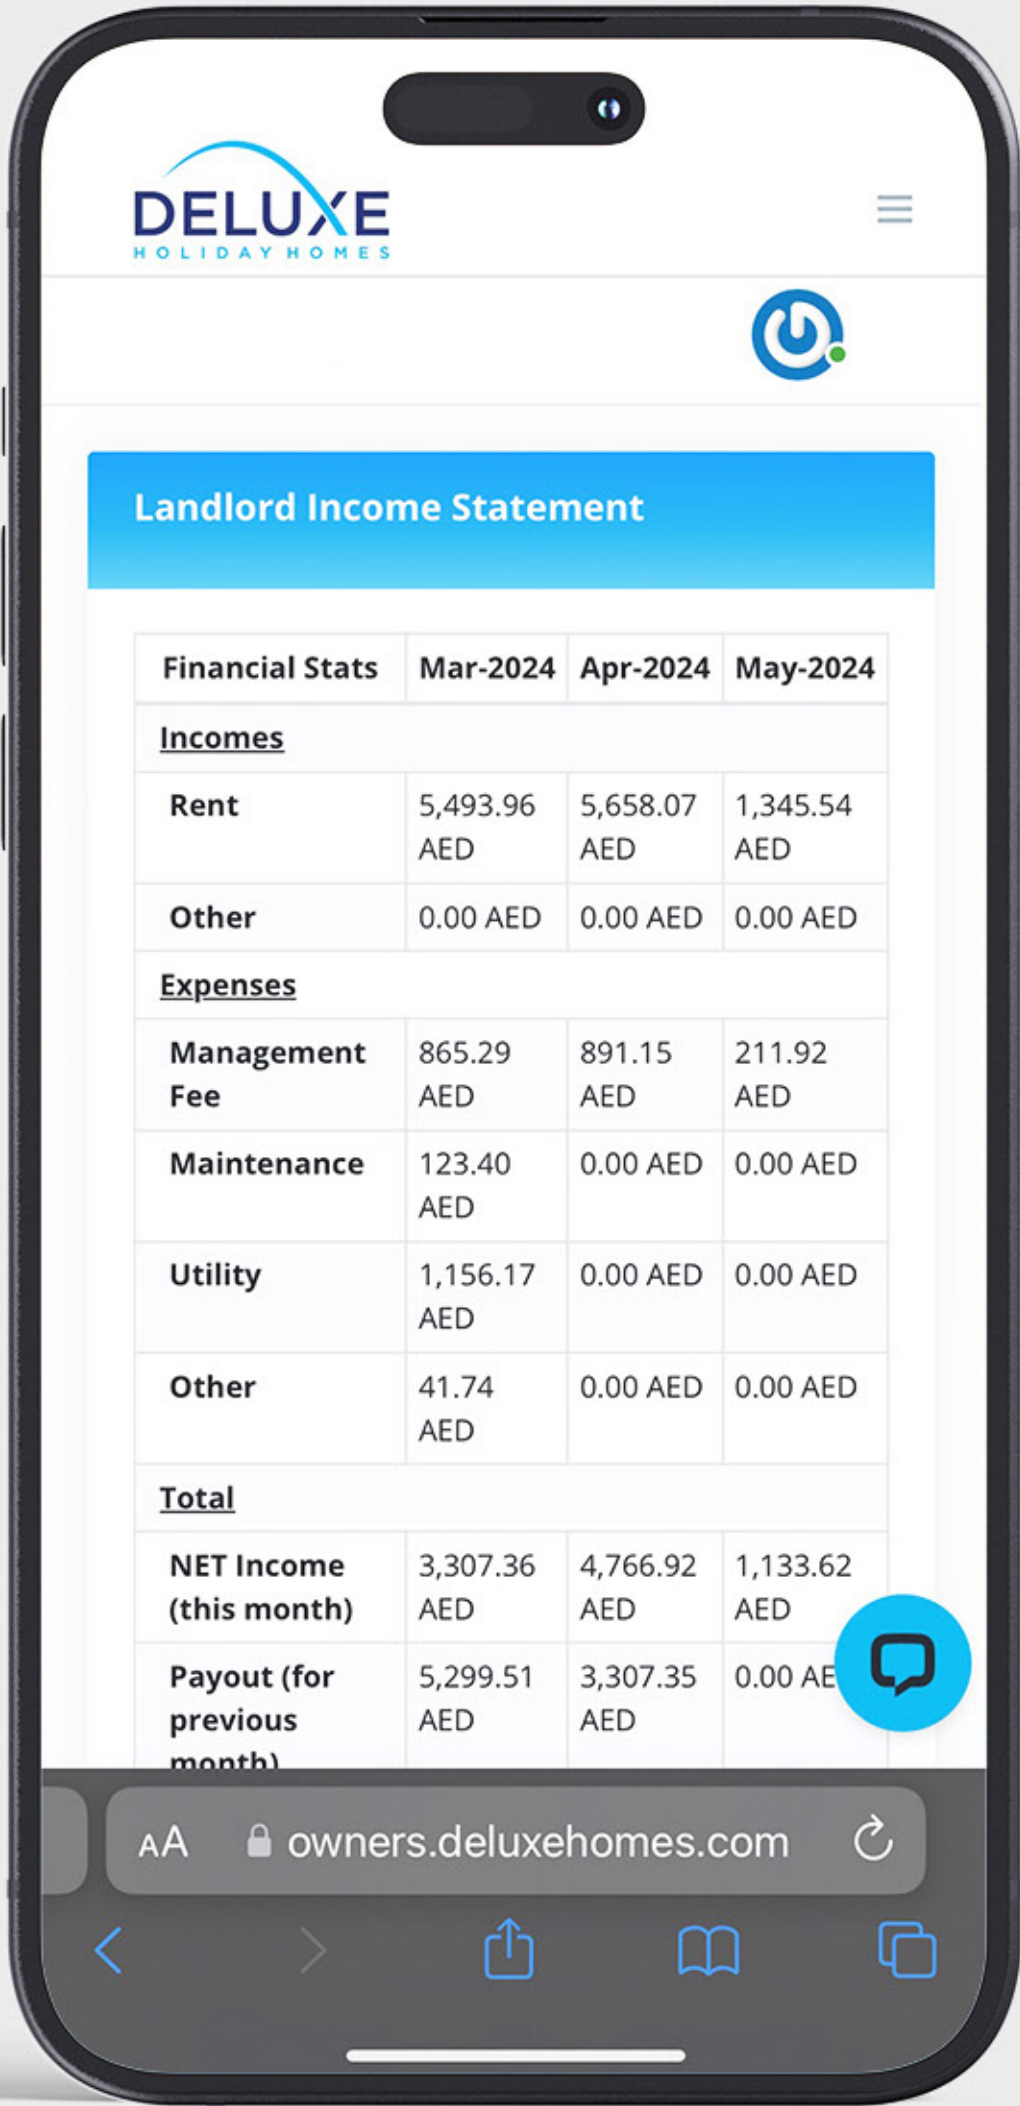 DELUXE
HOLIDAY HOMES
Landlord Income Statement
Financial Stats Mar-2024 Apr-2024 May-2024
Incomes
Rent 5,493.96 5,658.07 1,345.54
AED AED AED
Other 0.00 AED 0.00 AED 0.00 AED
Expenses
Management 865.29 891.15 211.92
Fee AED AED AED
Maintenance 123.40 0.00 AED 0.00 AED
AED
Utility 1,156.17 0.00 AED 0.00 AED
AED
Other 41.74 0.00 AED 0.00 AED
AED
Total
NET Income 3,307.36 4,766.92 1,133.62
(this month) AED AED AED
Payout (for 5,299.51 3,307.35 0.00 AE
previous AED AED
month)
AA owners.deluxehomes.com